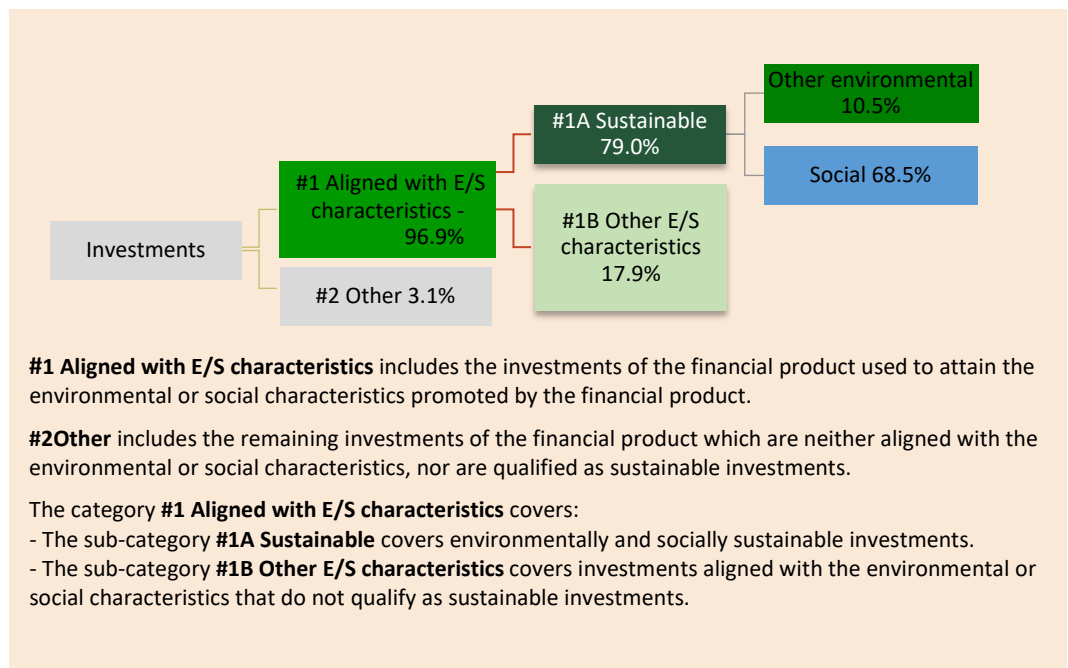 Other environmental
10.5%
#1A Sustainable
79.0%
Social 68.5%
#1 Aligned with E/S
characteristics -
96.9%
#1B Other E/S
characteristics
17.9%
Investments
#2 Other 3.1%
#1 Aligned with E/S characteristics includes the investments of the financial product used to attain the
environmental or social characteristics promoted by the financial product.
#2Other includes the remaining investments of the financial product which are neither aligned with the
environmental or social characteristics, nor are qualified as sustainable investments.
The category #1 Aligned with E/S characteristics covers:
- The sub-category #1A Sustainable covers environmentally and socially sustainable investments.
- The sub-category #1B Other E/S characteristics covers investments aligned with the environmental or
social characteristics that do not qualify as sustainable investments.